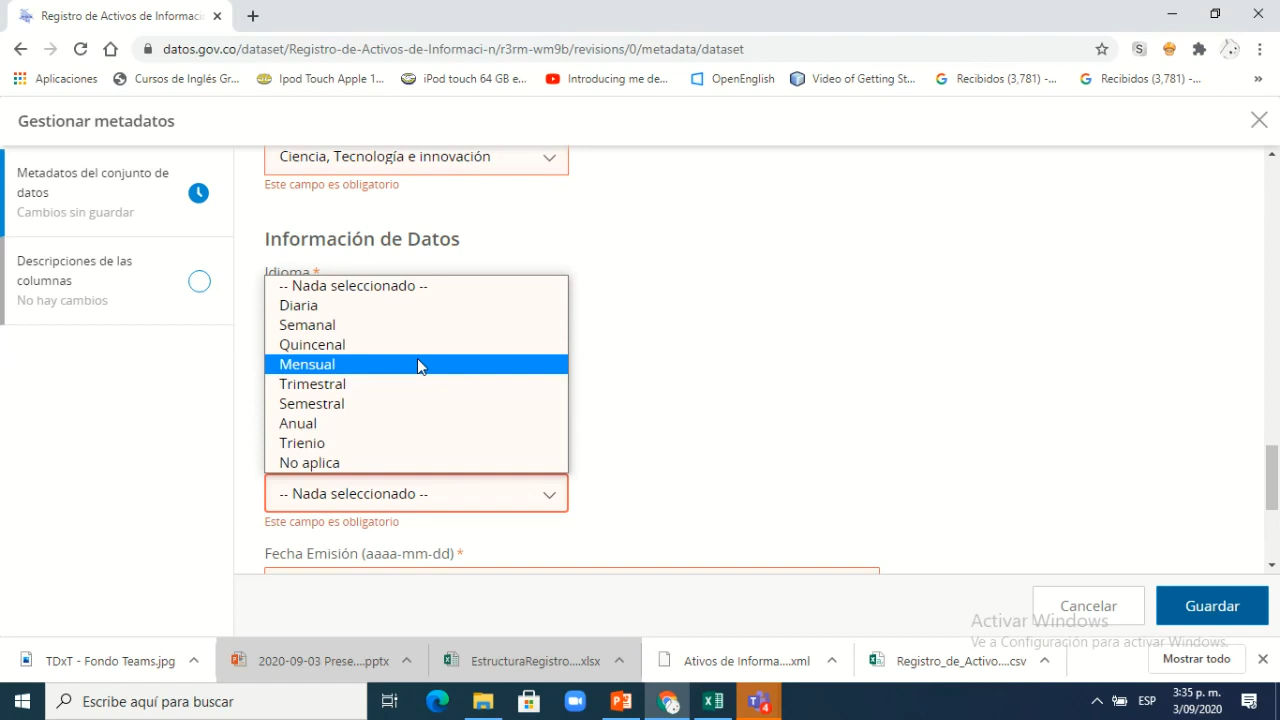 Registro de Activos de Informaci
datos.gov.co/dataset/Registro-de-Activos-de-Informaci-n/r3rm-wm9b/revisions/0/metadata/dataset
Aplicaciones
Cursos de Inglés Gr...
Ipod Touch Apple 1...
iPod touch 64 GB e...
Introducing me de...
OpenEnglish
Video of Getting St...
Recibidos (3,781) -...
Recibidos (3,781) -...
Gestionar metadatos
Metadatos del conjunto de
datos
Cambios sin guardar
Descripciones de las
columnas
No hay cambios
Ciencia, Tecnología e innovación
Este campo es obligatorio
Información de Datos
Idioma *
-- Nada seleccionado --
Diaria
Semanal
Quincenal
Mensual
Trimestral
Semestral
Anual
Trienio
No aplica
-- Nada seleccionado --
Este campo es obligatorio
Fecha Emisión (aaaa-mm-dd) *
Cancelar
Guardar
Activar Windows
Ve a Configuración para activar Windows.
TDxT - Fondo Teams.jpg
2020-09-03 Prese....pptx
EstructuraRegistro....xlsx
Ativos de Informa....xml
Registro_de_Activo....csv
Mostrar todo
Escribe aquí para buscar
4
ESP
3:35 p. m.
3/09/2020